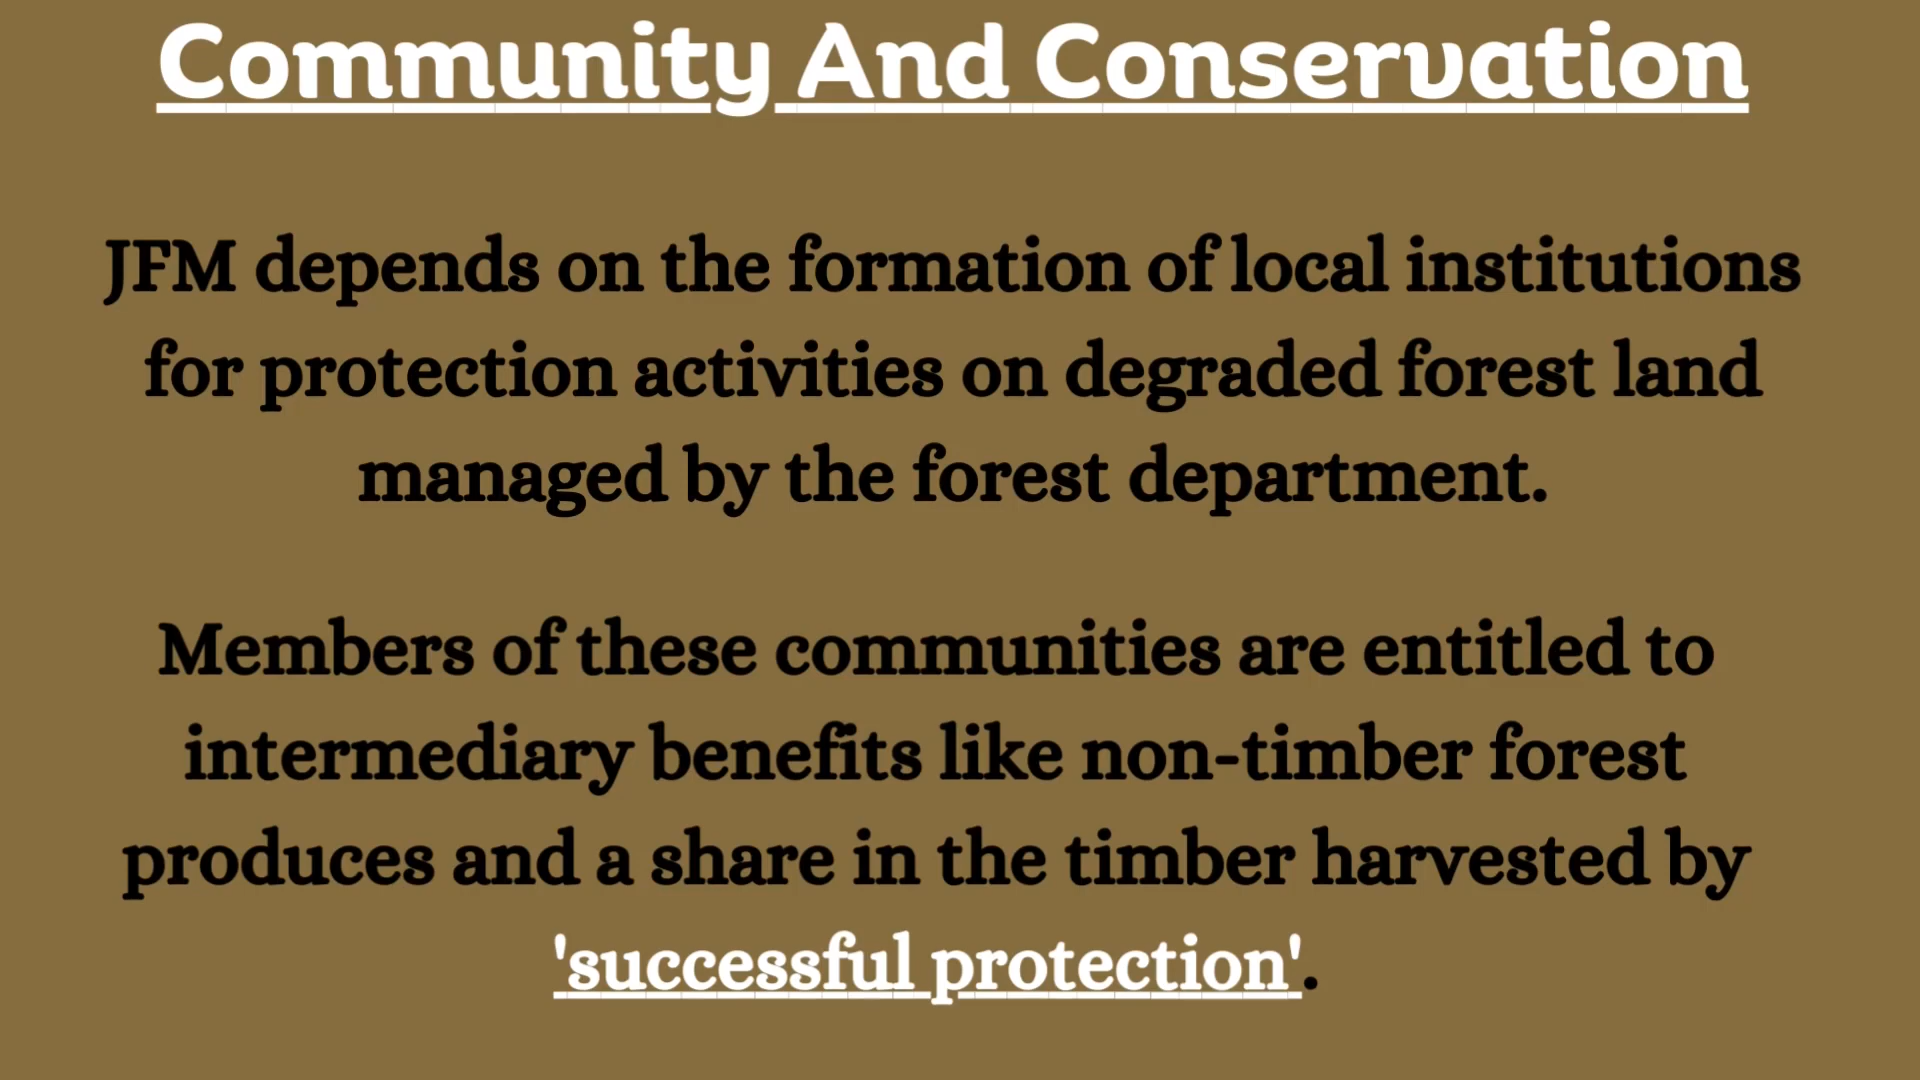 Community And Conservation
JFM depends on the formation of local institutions
for protection activities on degraded forest land
managed by the forest department.
Members of these communities are entitled to
intermediary benefits like non-timber forest
produces and a share in the timber harvested by
'successful protection'.